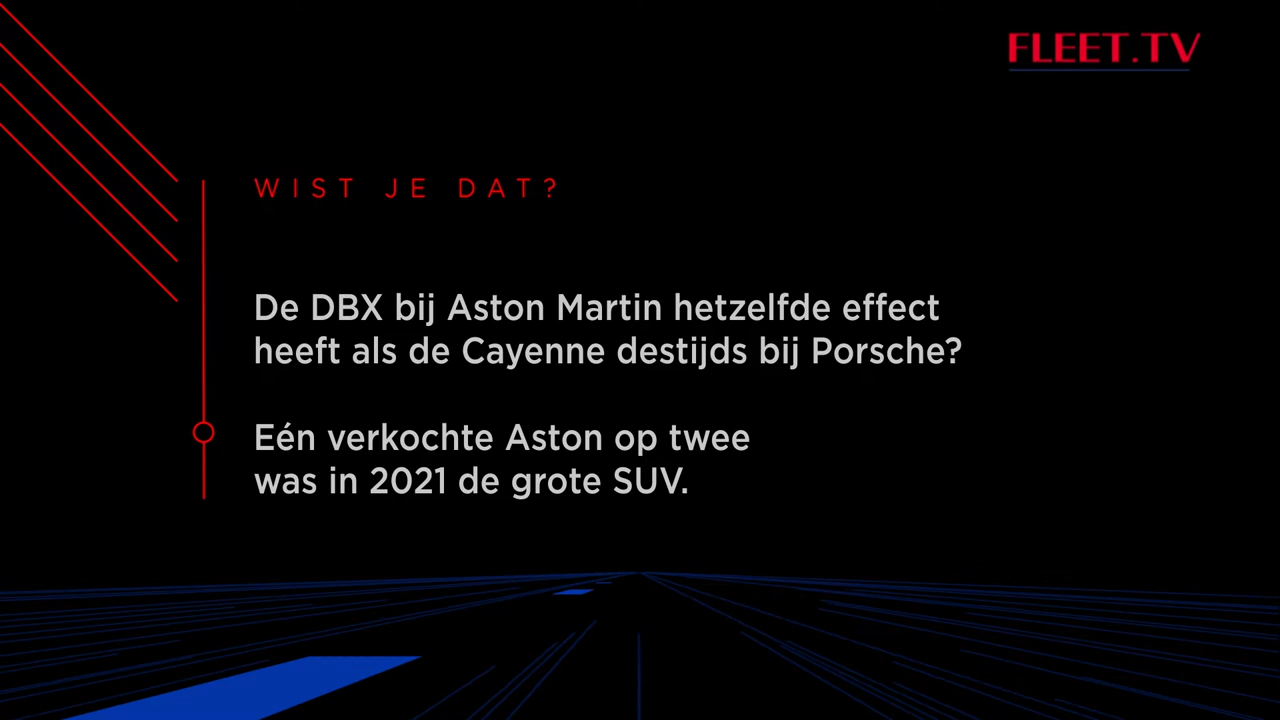 FLEET.TV
WIST JE DAT?
De DBX bij Aston Martin hetzelfde effect
heeft als de Cayenne destijds bij Porsche?
Eén verkochte Aston op twee
was in 2021 de grote SUV.